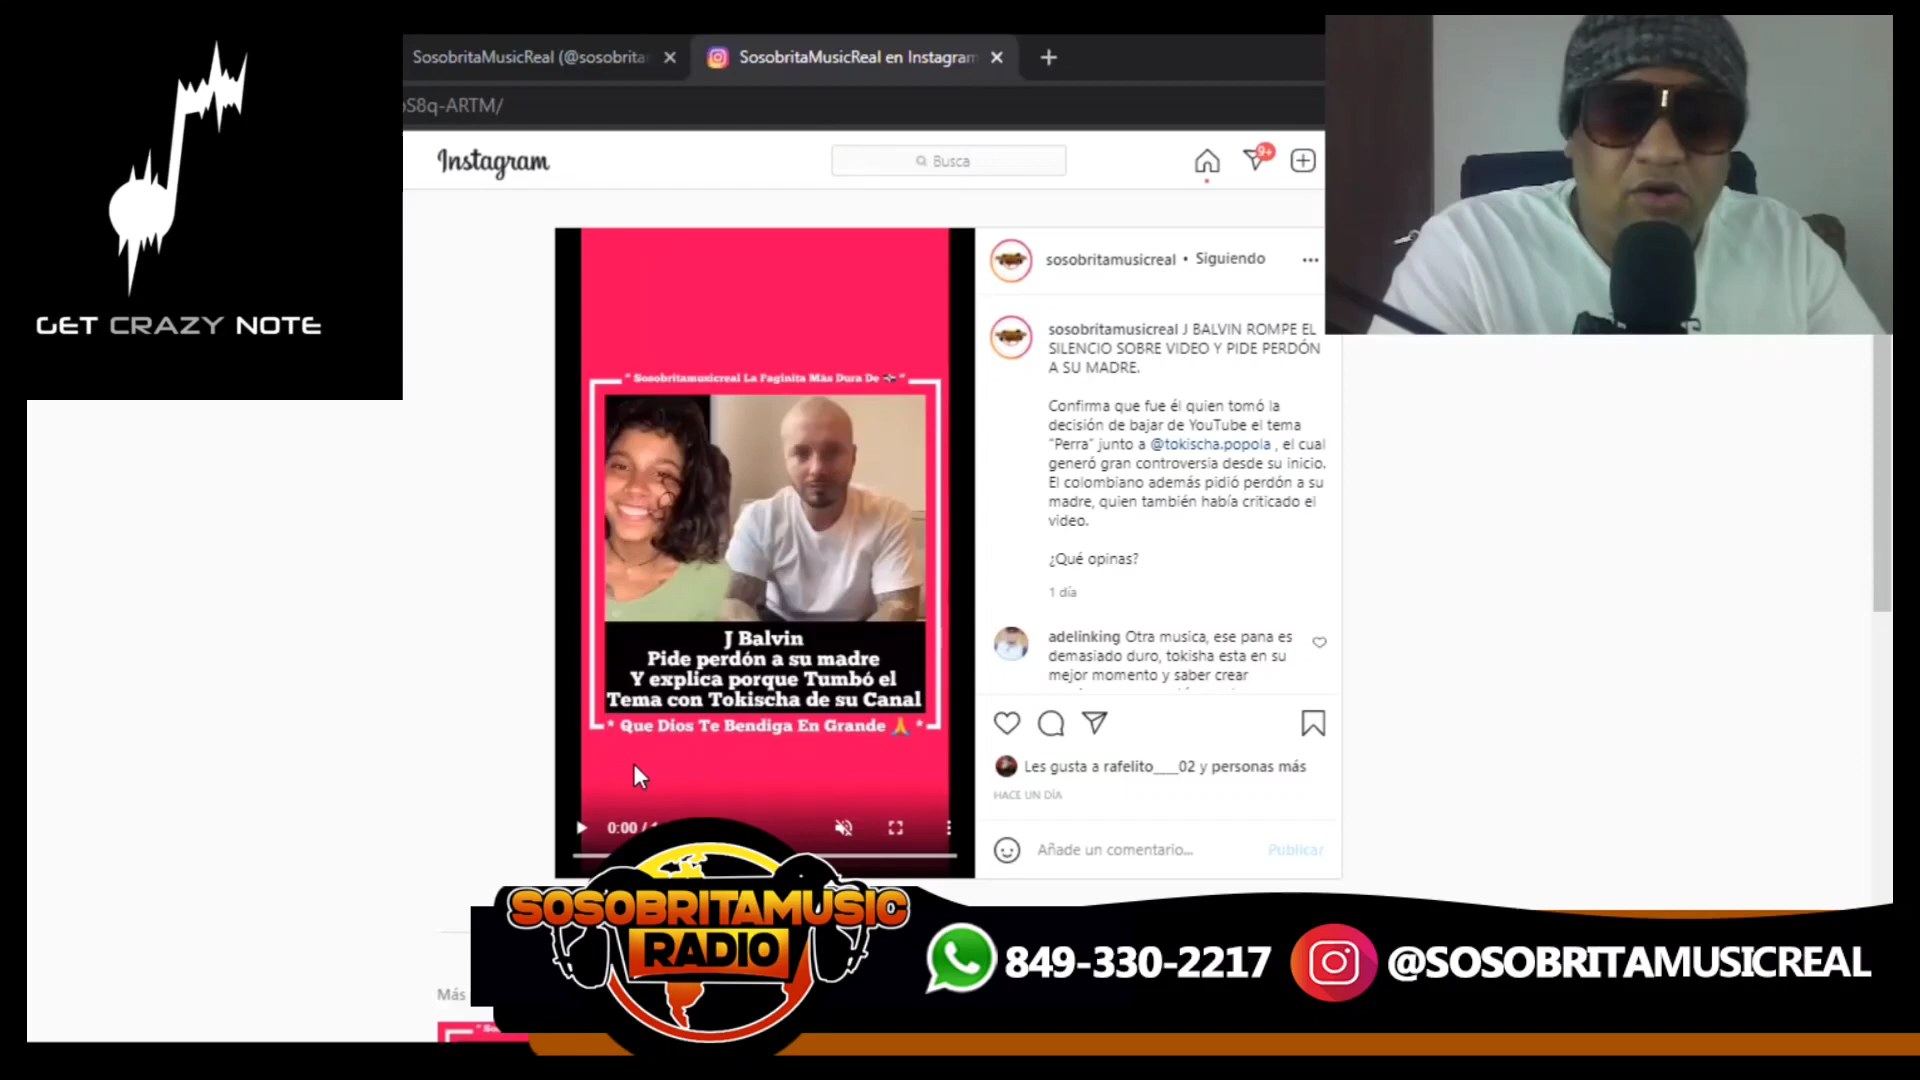 GET CRAZY NOTE
SosobritaMusicReal (@sosobrita
SosobritaMusicReal en Instagram
S8q-ARTM/
Instagram
Busca
9+
sosobritamusicreal • Siguiendo
sosobritamusicreal J BALVIN ROMPE EL
SILENCIO SOBRE VIDEO Y PIDE PERDÓN
A SU MADRE.
Confirma que fue él quien tomó la
decisión de bajar de YouTube el tema
“Perra” junto a @tokischa.popola , el cual
generó gran controversia desde su inicio.
El colombiano además pidió perdón a su
madre, quien también había criticado el
video.
¿Qué opinas?
1 día
adelinking Otra musica, ese pana es
demasiado duro, tokisha esta en su
mejor momento y saber crear
Les gusta a rafelito___02 y personas más
HACE UN DÍA
Añade un comentario...
Publicar
" Sosobritamusicreal La Paginita Más Dura De 🇩🇴 "
J Balvin
Pide perdón a su madre
Y explica porque Tumbó el
Tema con Tokischa de su Canal
* Que Dios Te Bendiga En Grande 🙏 *
0:00 /
Más
SOSOBRITAMUSIC
RADIO
849-330-2217
@SOSOBRITAMUSICREAL